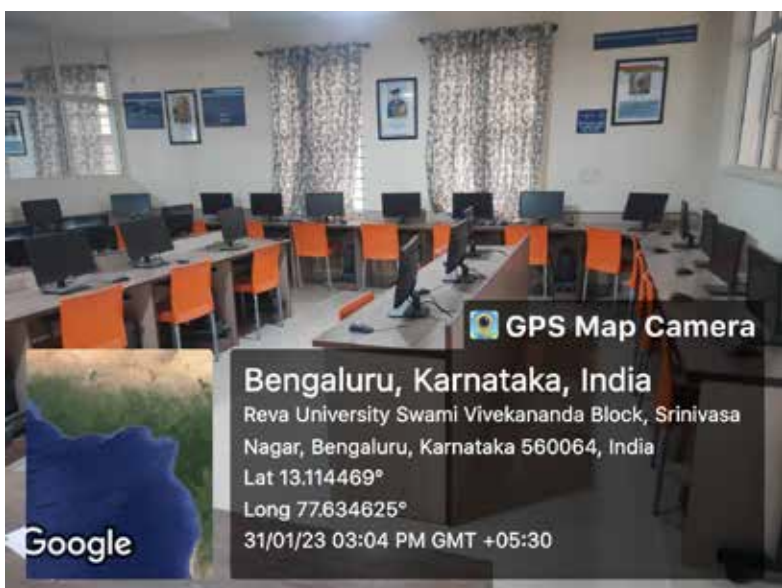 GPS Map Camera
Bengaluru, Karnataka, India
Reva University Swami Vivekananda Block, Srinivasa
Nagar, Bengaluru, Karnataka 560064, India
Lat 13.114469°
Long 77.634625°
31/01/23 03:04 PM GMT +05:30
Google